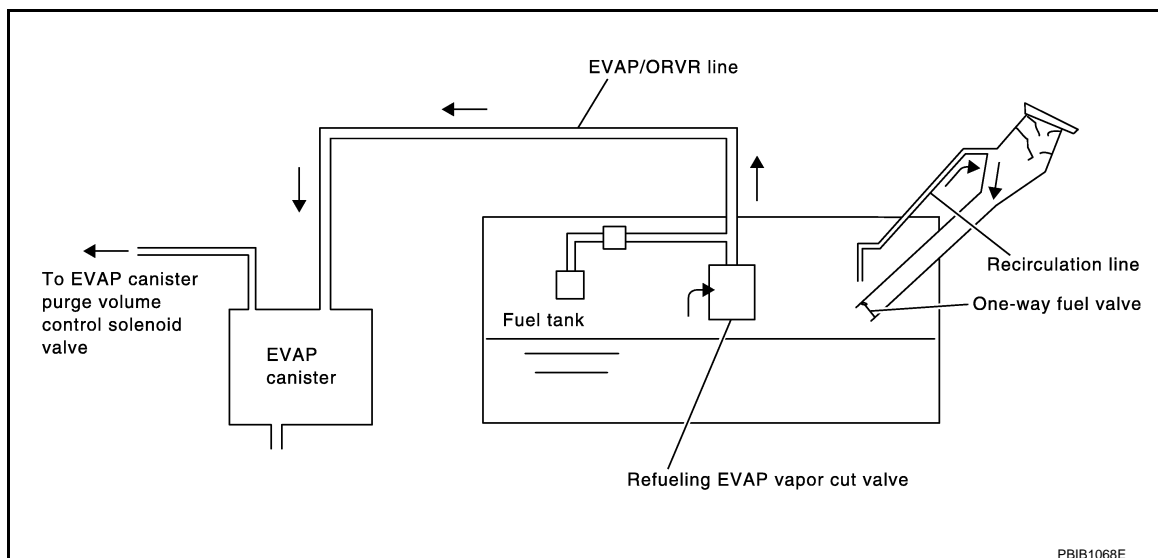 EVAP/ORVR line
Recirculation line
One-way fuel valve
To EVAP canister
purge volume
control solenoid
valve
Fuel tank
EVAP
canister
Refueling EVAP vapor cut valve
PBIB1068E